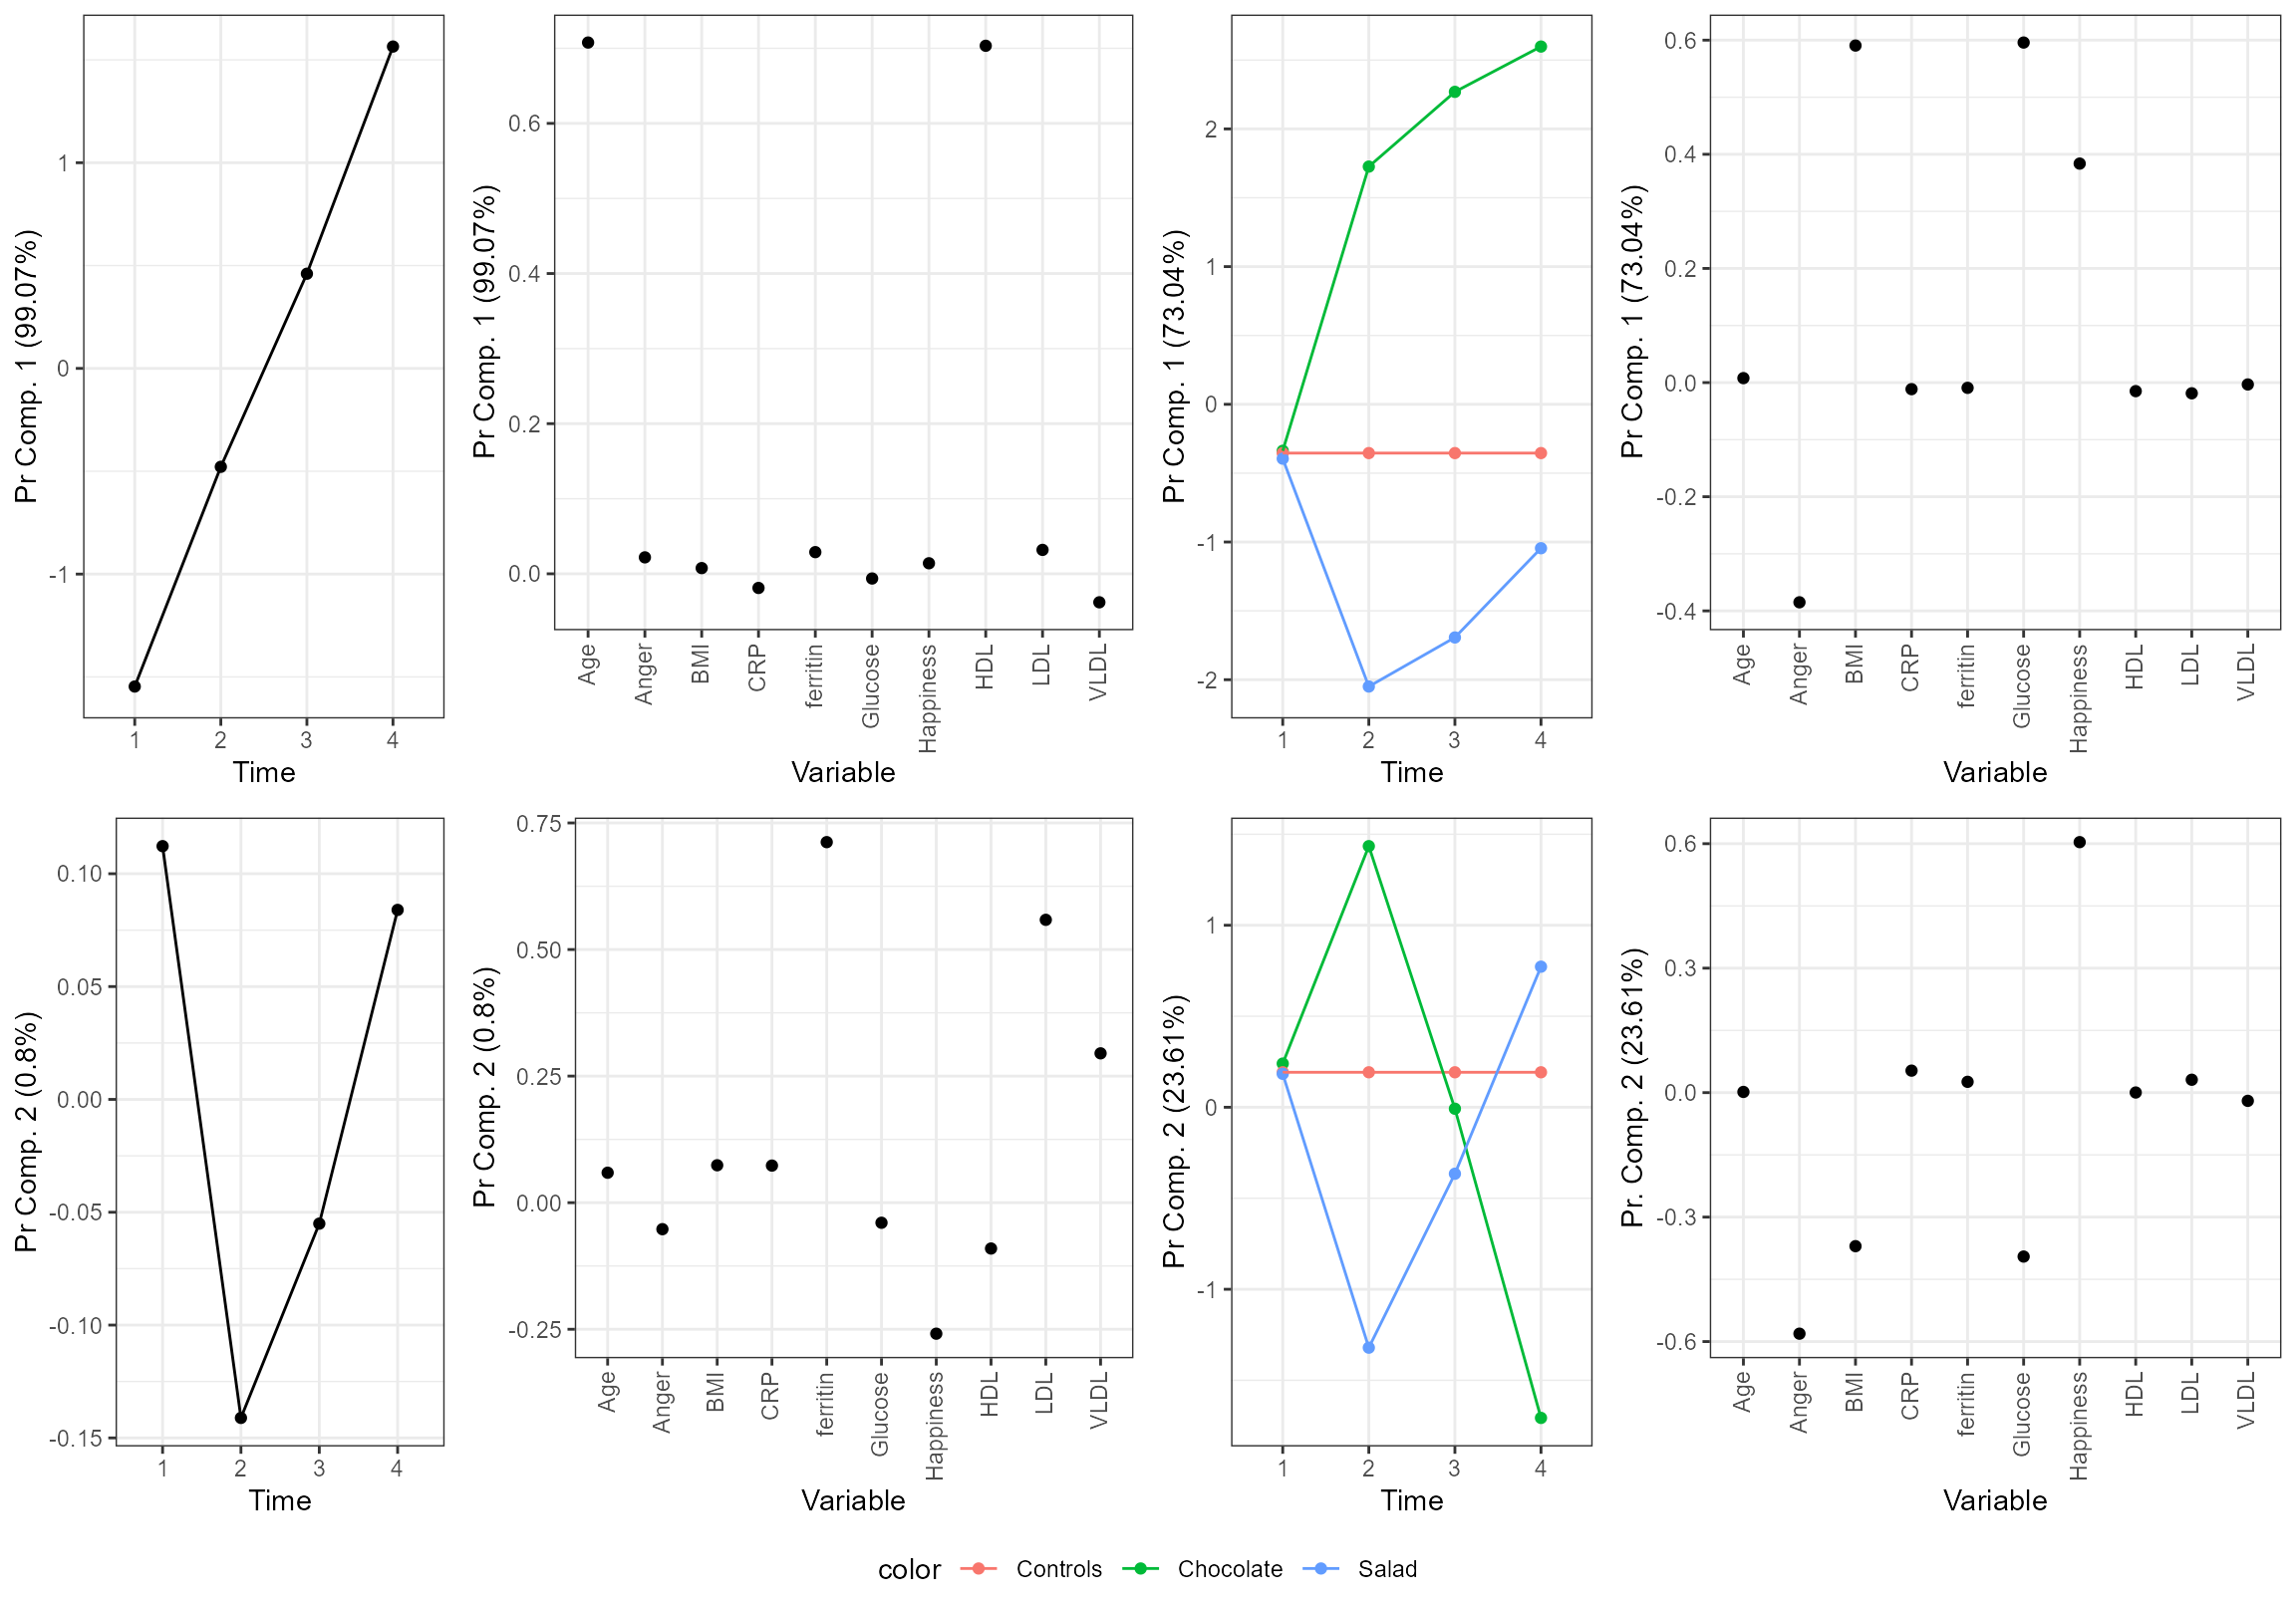 Pr Comp. 1 (99.07%)
1
0
-1
1 2 3 4
Time
Pr Comp. 1 (99.07%)
0.6
0.4
0.2
0.0
Age Anger BMI CRP ferritin Glucose Happiness HDL LDL VLDL
Variable
Pr Comp. 1 (73.04%)
2
1
0
-1
-2
1 2 3 4
Time
Pr Comp. 1 (73.04%)
0.6
0.4
0.2
0.0
-0.2
-0.4
Age Anger BMI CRP ferritin Glucose Happiness HDL LDL VLDL
Variable
Pr Comp. 2 (0.8%)
0.10
0.05
0.00
-0.05
-0.10
-0.15
1 2 3 4
Time
Pr Comp. 2 (0.8%)
0.75
0.50
0.25
0.00
-0.25
Age Anger BMI CRP ferritin Glucose Happiness HDL LDL VLDL
Variable
Pr Comp. 2 (23.61%)
1
0
-1
1 2 3 4
Time
Pr. Comp. 2 (23.61%)
0.6
0.3
0.0
-0.3
-0.6
Age Anger BMI CRP ferritin Glucose Happiness HDL LDL VLDL
Variable
color Controls Chocolate Salad